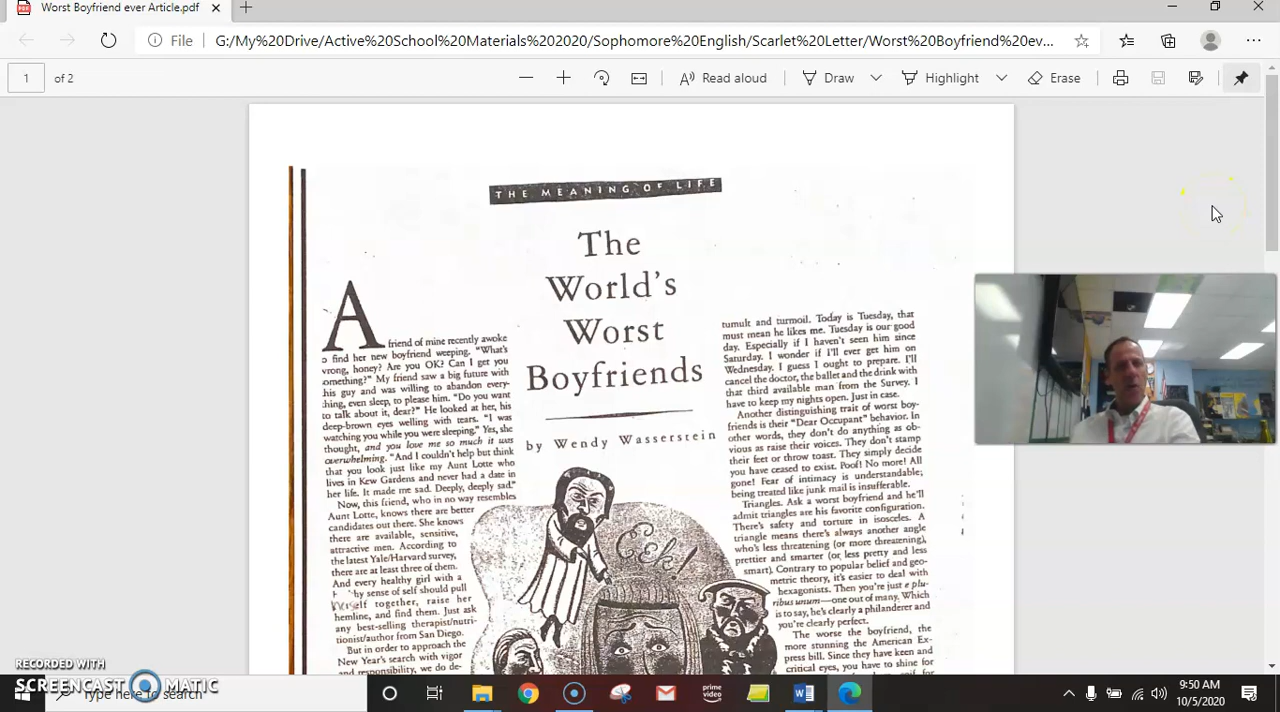 Worst Boyfriend ever Article.pdf
File
G:/My%20Drive/Active%20School%20Materials%202020/Sophomore%20English/Scarlet%20Letter/Worst%20Boyfriend%20ev...
1
of 2
Read aloud
Draw
Highlight
Erase
THE MEANING OF LIFE
The
World's
Worst
Boyfriends
by Wendy Wasserstein
A
friend of mine recently awoke
o find her new boyfriend weeping. "What's
vrong, honey? Are you OK? Can I get you
omething?" My friend saw a big future with
his guy and was willing to abandon every-
hing, even sleep, to please him. "Do you want
to talk about it, dear?" He looked at her, his
deep-brown eyes welling with tears. "I was
watching you while you were sleeping." Yes, she
thought, and you love me so much it was
overwhelming. "And I couldn't help but think
that you look just like my Aunt Lotte who
lives in Kew Gardens and never had a date in
her life. It made me sad. Deeply, deeply sad."
Now, this friend, who in no way resembles
Aunt Lotte, knows there are better
candidates out there. She knows
there are available, sensitive,
attractive men. According to
the latest Yale/Harvard survey,
there are at least three of them.
And every healthy girl with a
hy sense of self should pull
herself together, raise her
hemline, and find them. Just ask
any best-selling therapist/nutri-
tionist/author from San Diego.
But in order to approach the
New Year's search with vigor
and responsibility, we do de-
Eek!
tumult and turmoil. Today is Tuesday, that
must mean he likes me. Tuesday is our good
day. Especially if I haven't seen him since
Saturday. I wonder if I'll ever get him on
Wednesday. I guess I ought to prepare. I'll
cancel the doctor, the ballet and the drink with
that third available man from the Survey. I
have to keep my nights open. Just in case.
Another distinguishing trait of worst boy-
friends is their "Dear Occupant" behavior. In
other words, they don't do anything as ob-
vious as raise their voices. They don't stamp
their feet or throw toast. They simply decide
you have ceased to exist. Poof! No more! All
gone! Fear of intimacy is understandable;
being treated like junk mail is insufferable.
Triangles. Ask a worst boyfriend and he'll
admit triangles are his favorite configuration.
There's safety and torture in isosceles. A
triangle means there's always another angle
who's less threatening (or more threatening),
prettier and smarter (or less pretty and less
smart). Contrary to popular belief and geo-
metric theory, it's easier to deal with
hexagonists. Then you're just e plu-
ribus unum—one out of many. Which
is to say, he's clearly a philanderer and
you're clearly perfect.
The worse the boyfriend, the
more stunning the American Ex-
press bill. Since they have keen and
critical eyes, you have to shine for
RECORDED WITH
SCREENCAST MATIC
Type here to search
prime
video
9:50 AM
10/5/2020